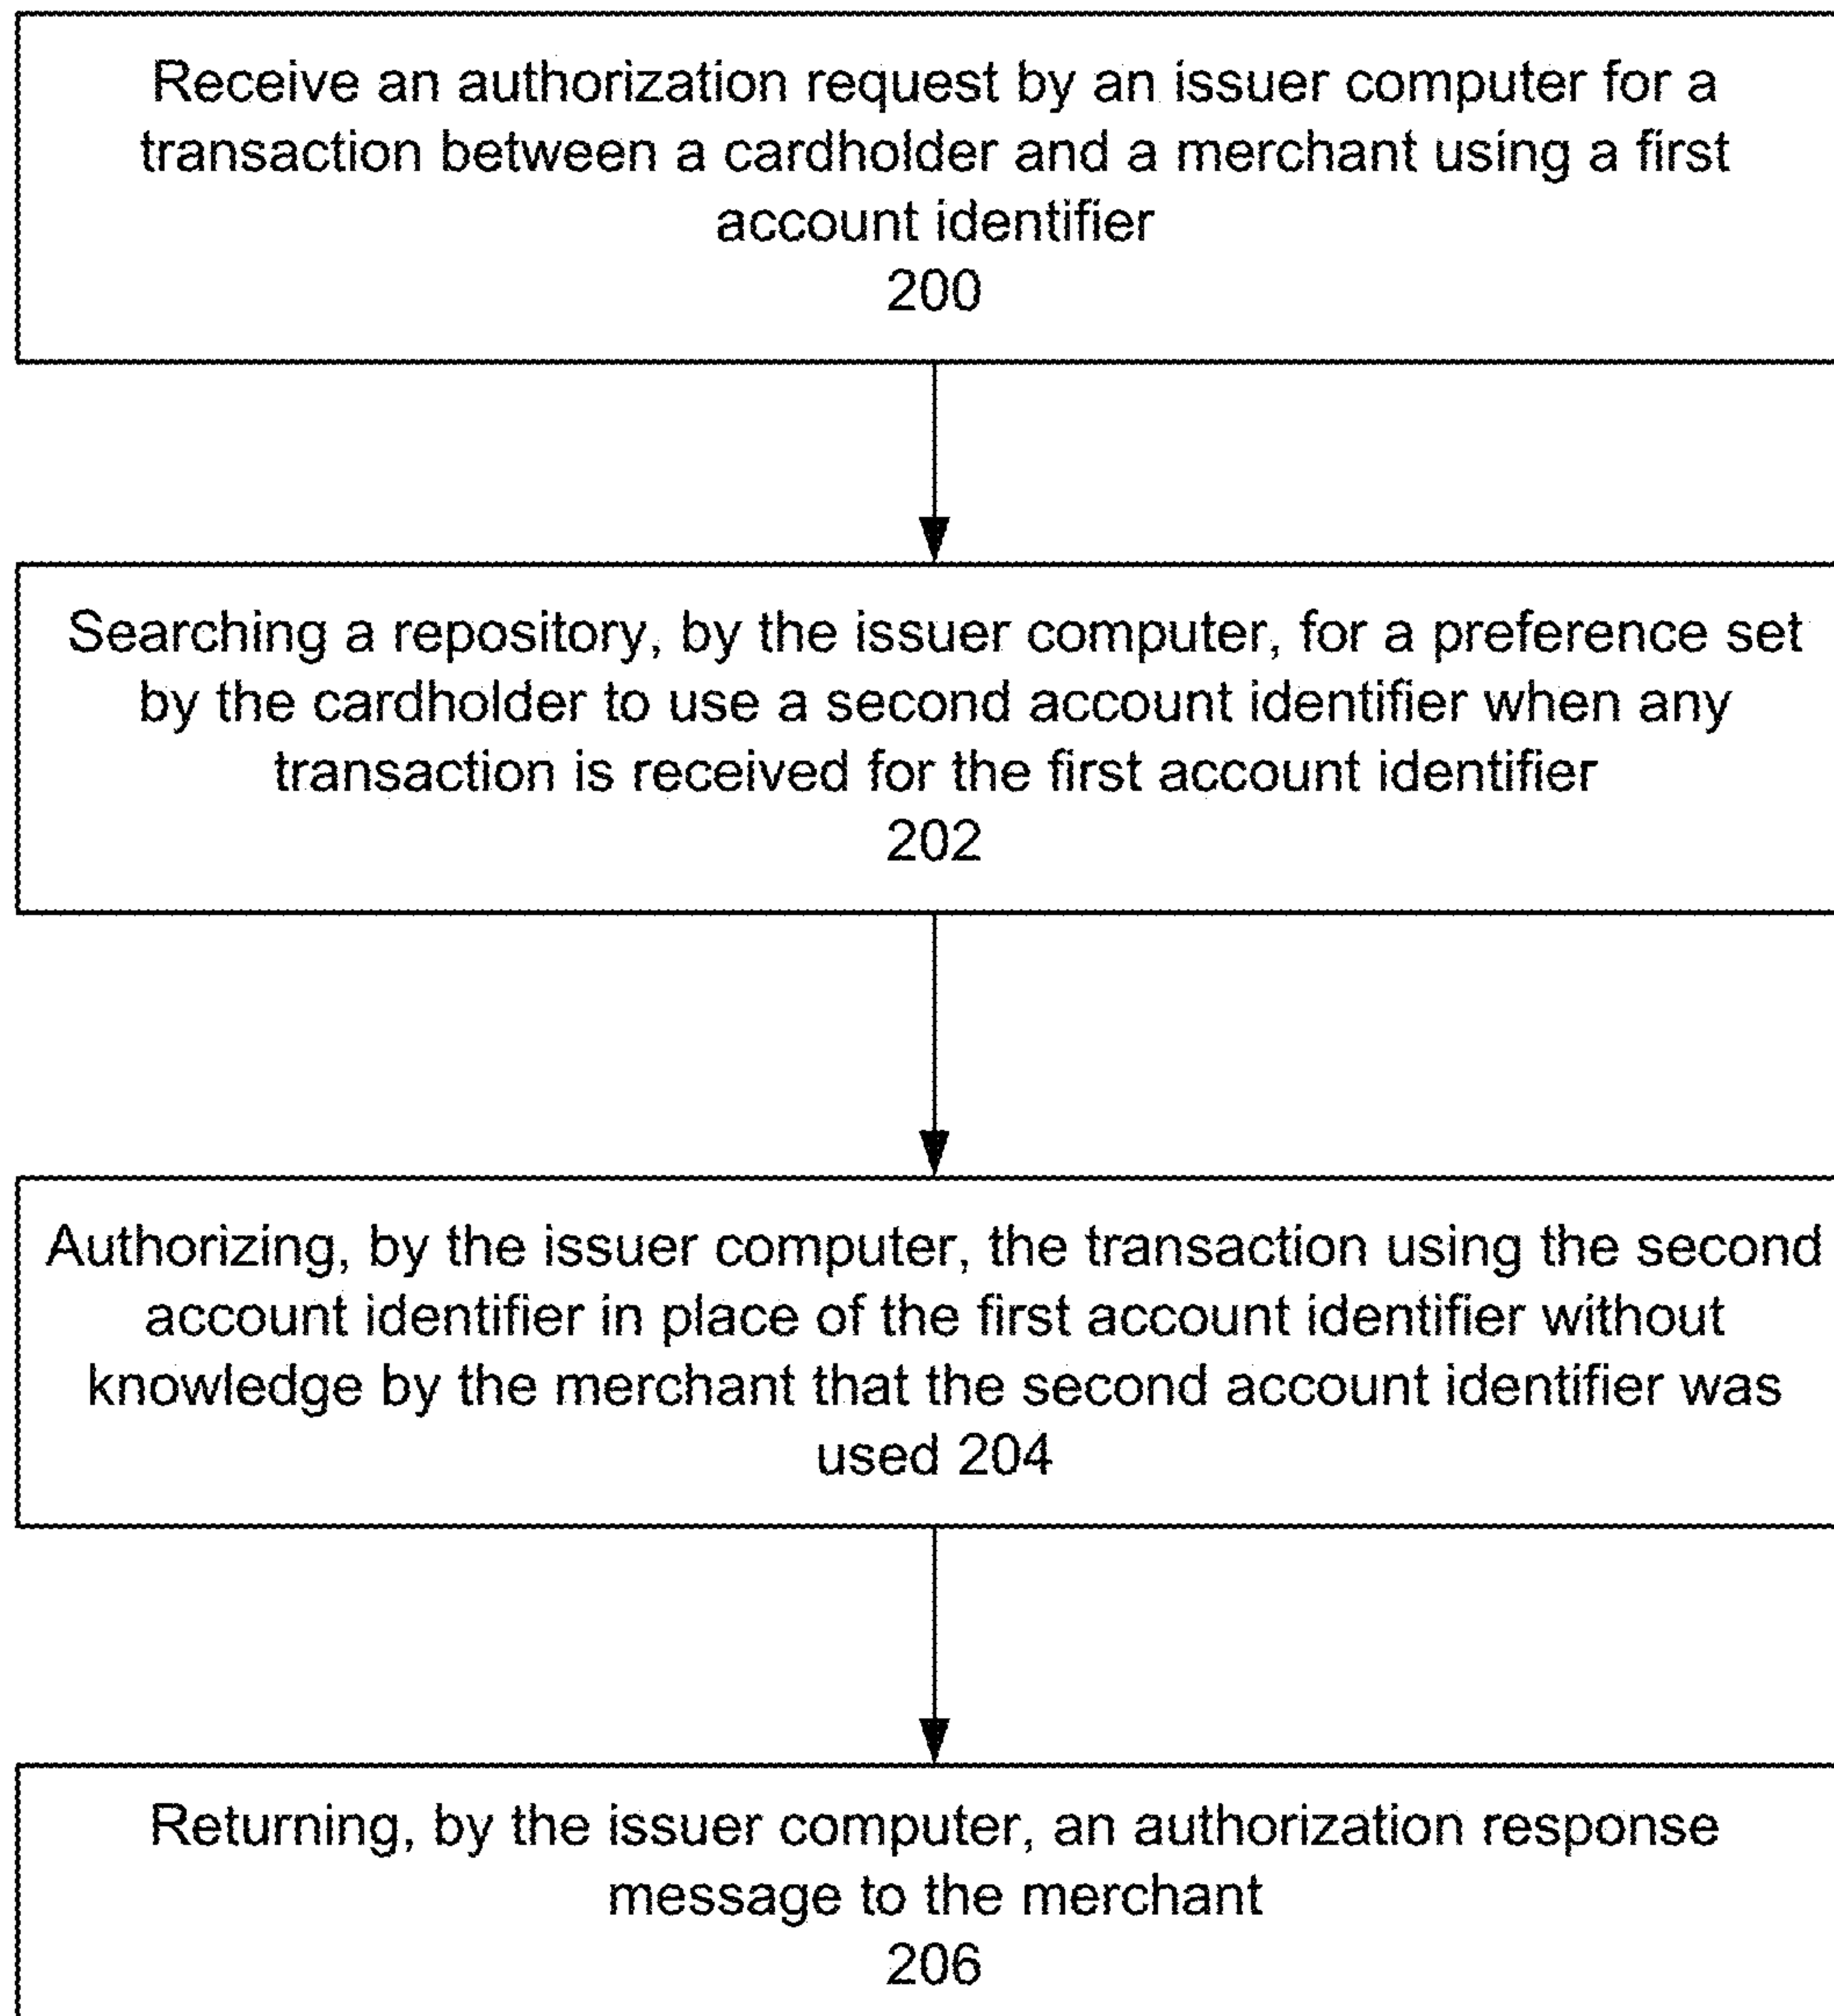 Receive an authorization request by an issuer computer for a
transaction between a cardholder and a merchant using a first
account identifier
200
Searching a repository, by the issuer computer, for a preference set
by the cardholder to use a second account identifier when any
transaction is received for the first account identifier
202
Authorizing, by the issuer computer, the transaction using the second
account identifier in place of the first account identifier without
knowledge by the merchant that the second account identifier was
used 204
Returning, by the issuer computer, an authorization response
message to the merchant
206